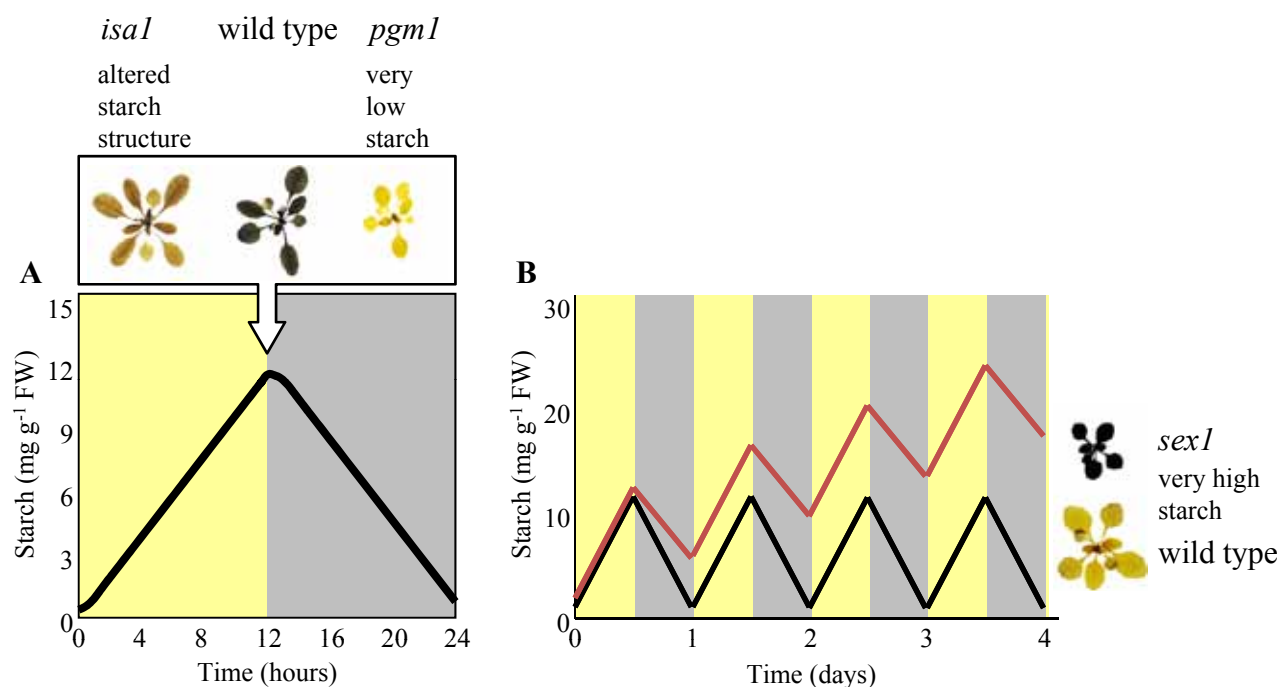 isa1 wild type pgm1
altered very
starch low
structure starch
A
15
12
9
6
3
0
Starch (mg g⁻¹ FW)
0 4 8 12 16 20 24
Time (hours)
B
30
20
10
0
Starch (mg g⁻¹ FW)
0 1 2 3 4
Time (days)
sex1
very high
starch
wild type